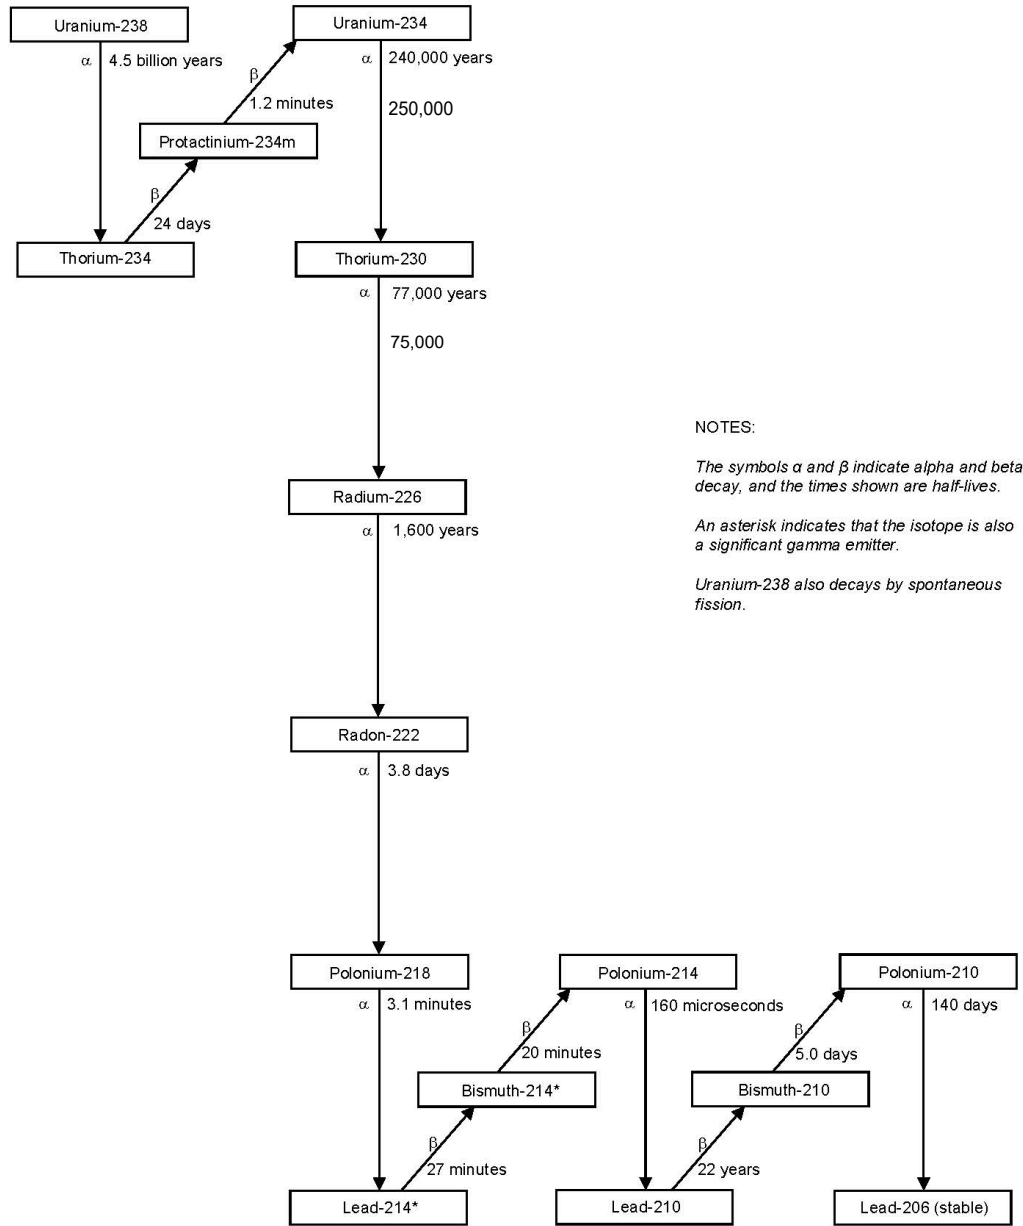 Uranium-238
Uranium-234
α 4.5 billion years
α 240,000 years
β
1.2 minutes
250,000
Protactinium-234m
β
24 days
Thorium-234
Thorium-230
α 77,000 years
75,000
NOTES:
The symbols α and β indicate alpha and beta
decay, and the times shown are half-lives.
An asterisk indicates that the isotope is also
a significant gamma emitter.
Uranium-238 also decays by spontaneous
fission.
Radium-226
α 1,600 years
Radon-222
α 3.8 days
Polonium-218
Polonium-214
Polonium-210
α 3.1 minutes
α 160 microseconds
α 140 days
β
20 minutes
β
5.0 days
Bismuth-214*
Bismuth-210
β
27 minutes
β
22 years
Lead-214*
Lead-210
Lead-206 (stable)